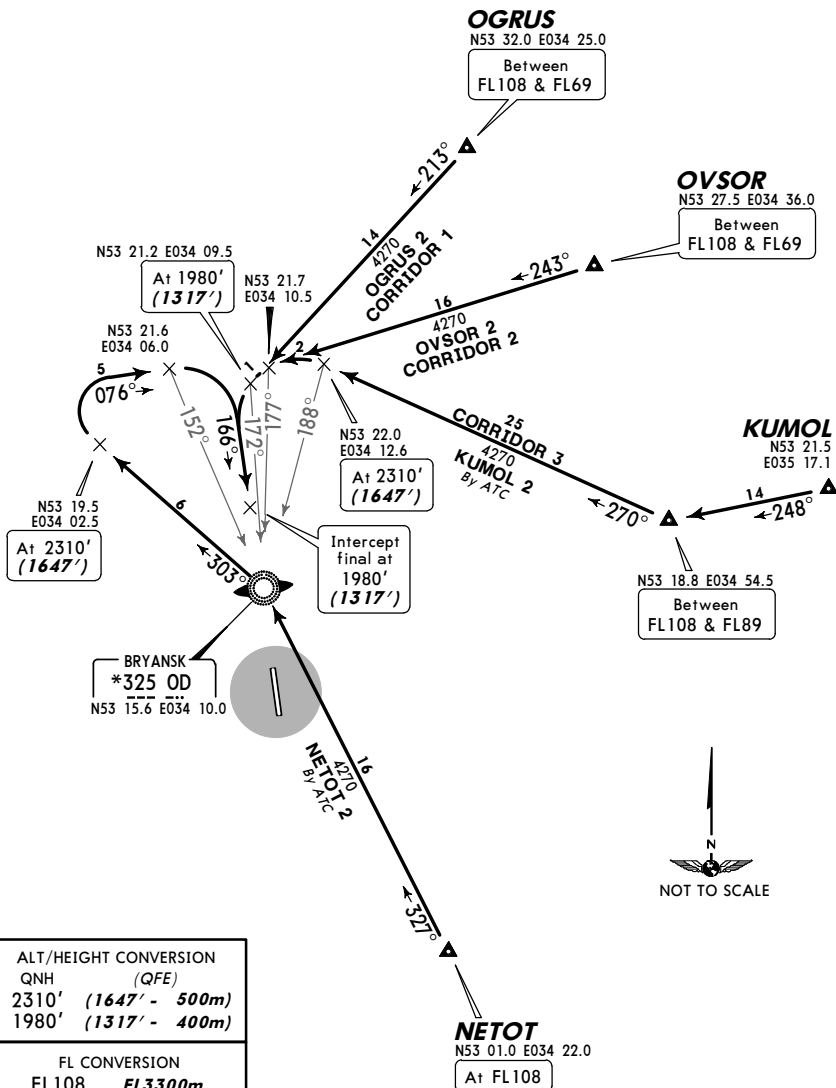 OGRUS
N53 32.0 E034 25.0
Between
FL108 & FL69
213°
14
4270
OGRUS 2
CORRIDOR 1
OVSOR
N53 27.5 E034 36.0
Between
FL108 & FL69
243°
16
4270
OVSOR 2
CORRIDOR 2
N53 21.2 E034 09.5
At 1980'
(1317')
N53 21.7
E034 10.5
N53 21.6
E034 06.0
5
076°
1
2
152°
166°
172°
177°
188°
N53 22.0
E034 12.6
At 2310'
(1647')
CORRIDOR 3
25
4270
KUMOL 2
By ATC
270°
KUMOL
N53 21.5
E035 17.1
14
248°
N53 18.8 E034 54.5
Between
FL108 & FL89
N53 19.5
E034 02.5
At 2310'
(1647')
6
303°
Intercept
final at
1980'
(1317')
BRYANSK
*325 OD
N53 15.6 E034 10.0
16
4270
NETOT 2
By ATC
327°
N
NOT TO SCALE
NETOT
N53 01.0 E034 22.0
At FL108
ALT/HEIGHT CONVERSION
QNH (QFE)
2310' (1647' - 500m)
1980' (1317' - 400m)
FL CONVERSION
FL108 FL3300m